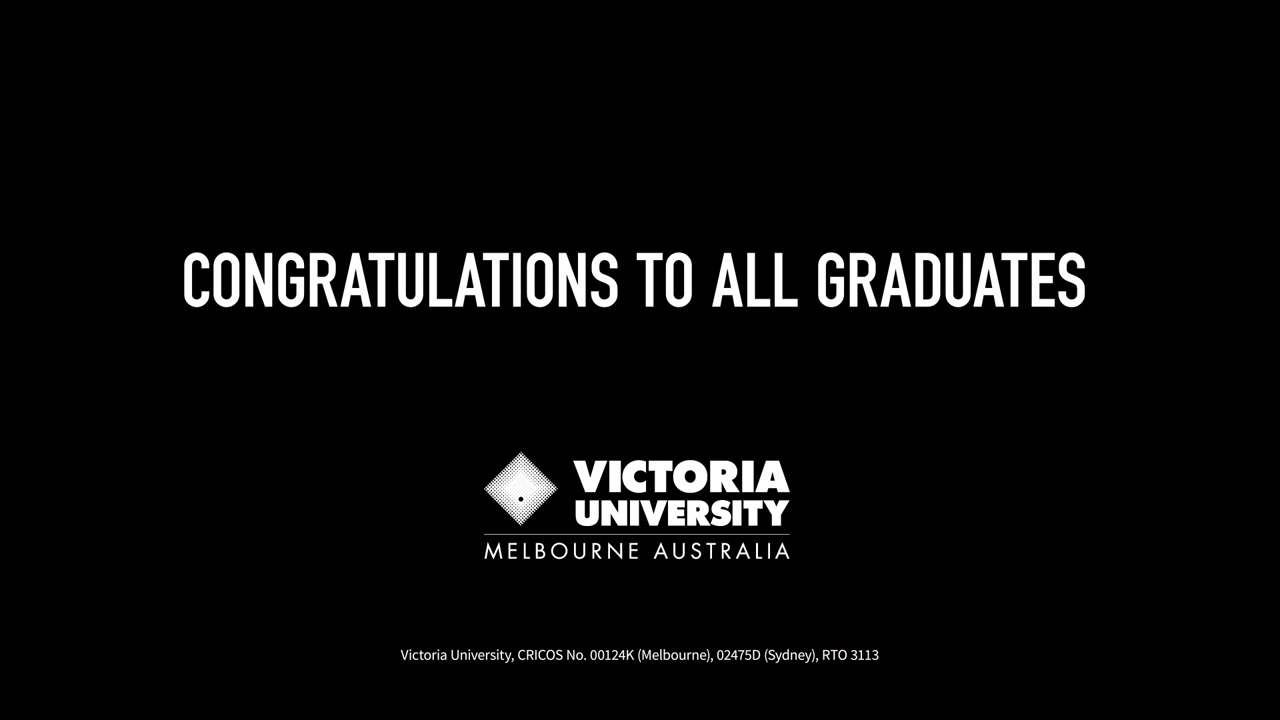 CONGRATULATIONS TO ALL GRADUATES
VICTORIA
UNIVERSITY
MELBOURNE AUSTRALIA
Victoria University, CRICOS No. 00124K (Melbourne), 02475D (Sydney), RTO 3113